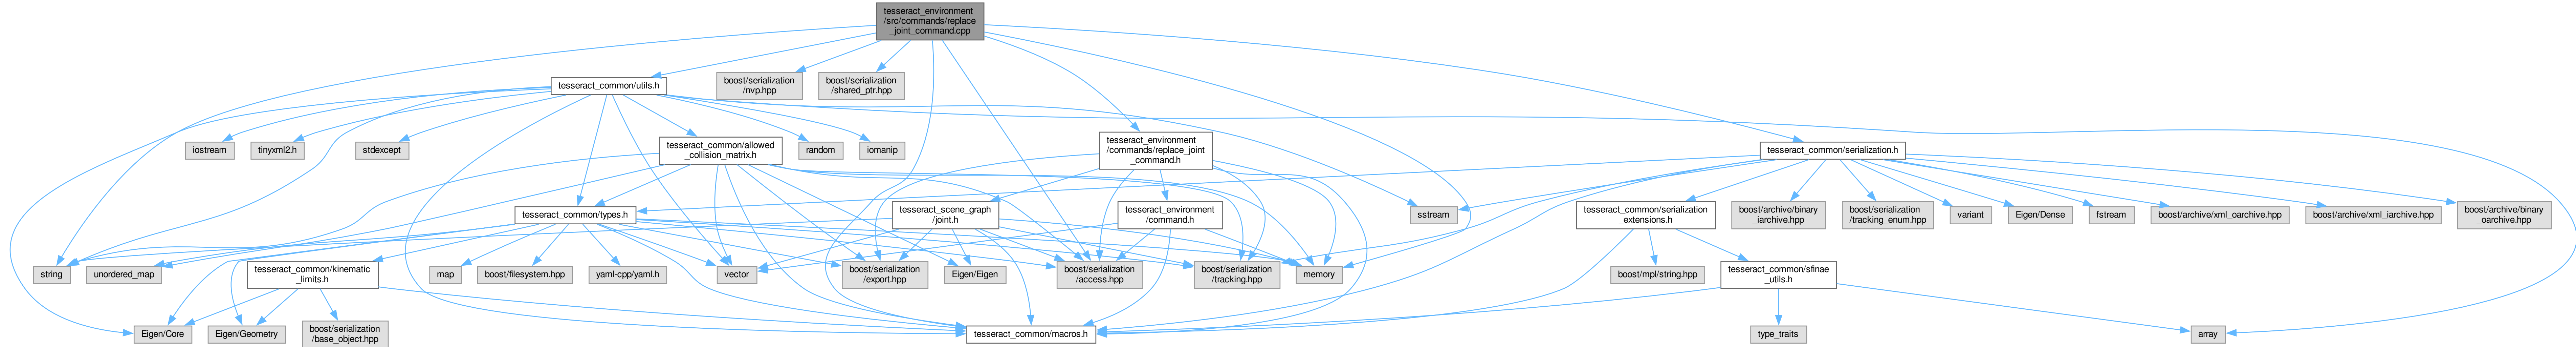 tesseract_environment
/src/commands/replace
_joint_command.cpp
tesseract_common/utils.h
boost/serialization
/nvp.hpp
boost/serialization
/shared_ptr.hpp
iostream
tinyxml2.h
stdexcept
tesseract_common/allowed
_collision_matrix.h
random
iomanip
tesseract_environment
/commands/replace_joint
_command.h
tesseract_common/serialization.h
tesseract_common/types.h
tesseract_scene_graph
/joint.h
tesseract_environment
/command.h
sstream
tesseract_common/serialization
_extensions.h
boost/archive/binary
_iarchive.hpp
boost/serialization
/tracking_enum.hpp
variant
Eigen/Dense
fstream
boost/archive/xml_oarchive.hpp
boost/archive/xml_iarchive.hpp
boost/archive/binary
_oarchive.hpp
string
unordered_map
tesseract_common/kinematic
_limits.h
map
boost/filesystem.hpp
yaml-cpp/yaml.h
vector
boost/serialization
/export.hpp
Eigen/Eigen
boost/serialization
/access.hpp
boost/serialization
/tracking.hpp
memory
boost/mpl/string.hpp
tesseract_common/sfinae
_utils.h
Eigen/Core
Eigen/Geometry
boost/serialization
/base_object.hpp
tesseract_common/macros.h
type_traits
array